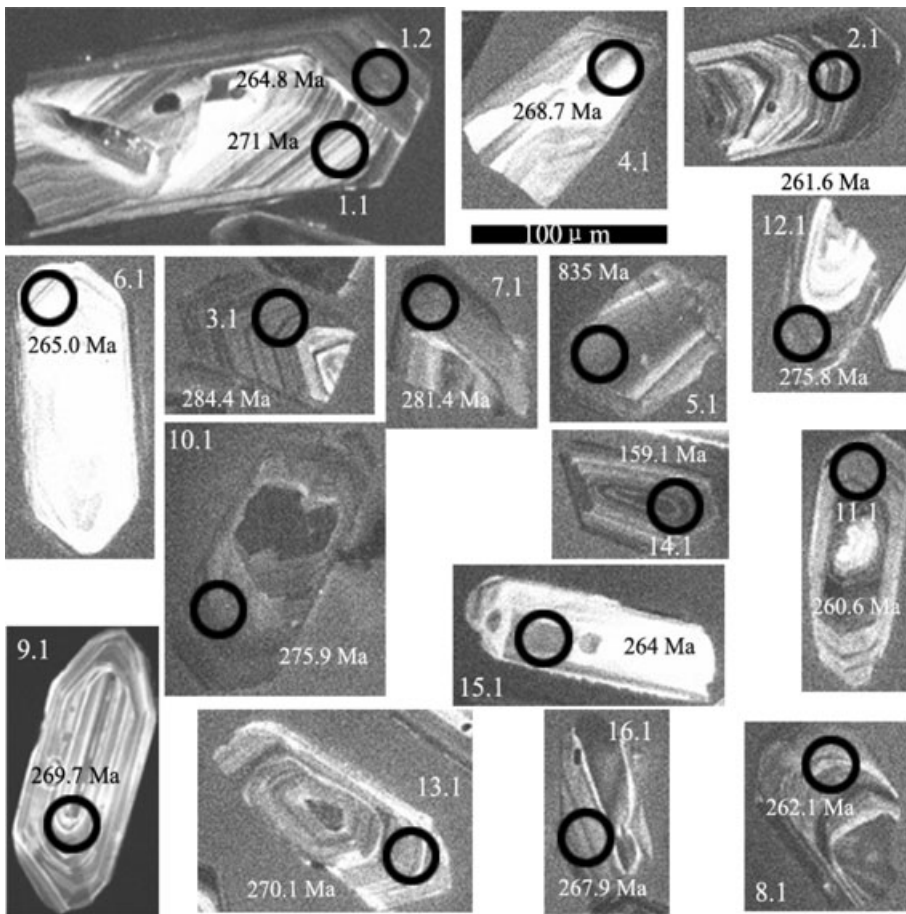 1.2
264.8 Ma
271 Ma
1.1
268.7 Ma
4.1
2.1
261.6 Ma
100 μm
12.1
275.8 Ma
6.1
265.0 Ma
3.1
284.4 Ma
7.1
281.4 Ma
835 Ma
5.1
10.1
275.9 Ma
159.1 Ma
14.1
11.1
260.6 Ma
9.1
269.7 Ma
264 Ma
15.1
13.1
270.1 Ma
16.1
267.9 Ma
262.1 Ma
8.1